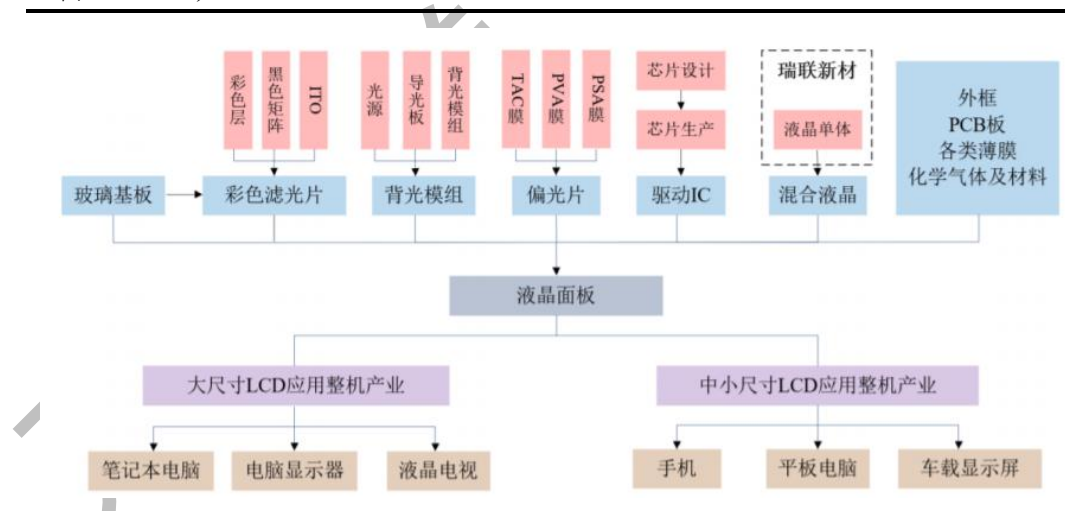 彩色层
黑色矩阵
ITO
光源
导光板
背光模组
TAC膜
PVA膜
PSA膜
芯片设计
芯片生产
瑞联新材
液晶单体
外框
PCB板
各类薄膜
化学气体及材料
玻璃基板
彩色滤光片
背光模组
偏光片
驱动IC
混合液晶
液晶面板
大尺寸LCD应用整机产业
中小尺寸LCD应用整机产业
笔记本电脑
电脑显示器
液晶电视
手机
平板电脑
车载显示屏